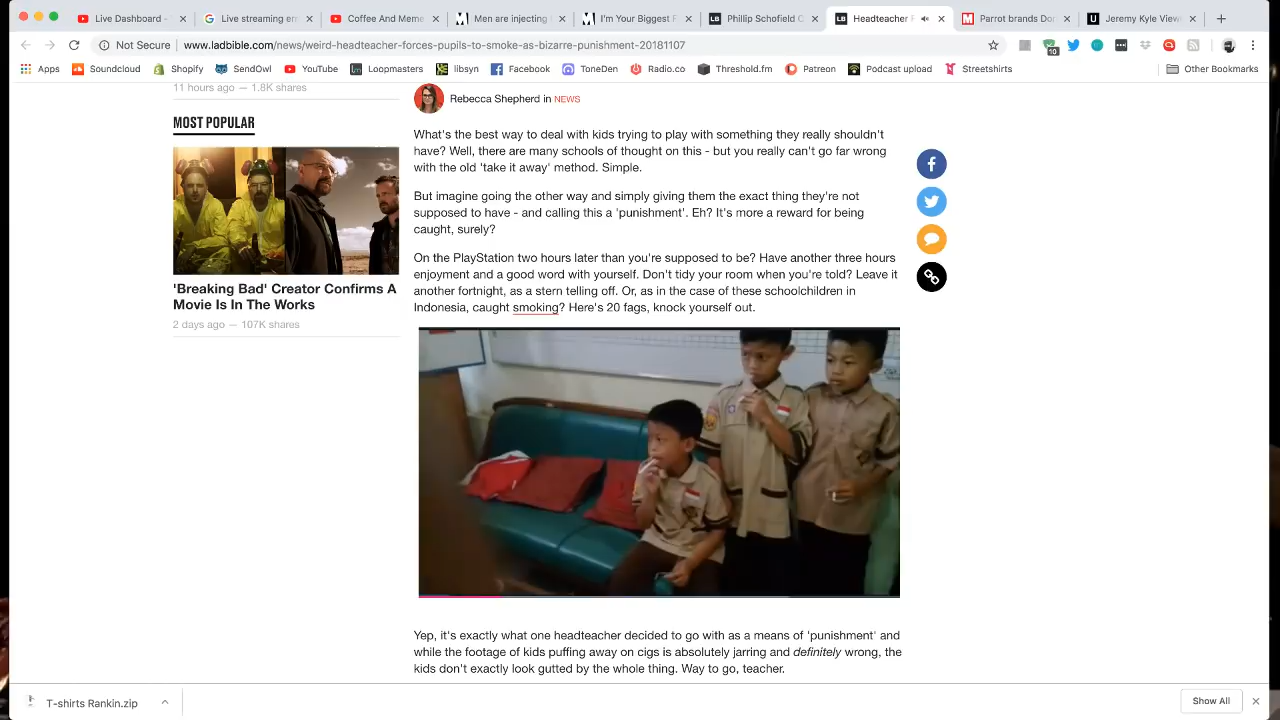 Live Dashboard -
Live streaming err
Coffee And Meme
Men are injecting
I'm Your Biggest F
Phillip Schofield C
Headteacher F
Parrot brands Don
Jeremy Kyle View
Not Secure
www.ladbible.com/news/weird-headteacher-forces-pupils-to-smoke-as-bizarre-punishment-20181107
10
Apps
Soundcloud
Shopify
SendOwl
YouTube
Loopmasters
libsyn
Facebook
ToneDen
Radio.co
Threshold.fm
Patreon
Podcast upload
Streetshirts
Other Bookmarks
11 hours ago — 1.8K shares
MOST POPULAR
'Breaking Bad' Creator Confirms A
Movie Is In The Works
2 days ago — 107K shares
Rebecca Shepherd in NEWS
What's the best way to deal with kids trying to play with something they really shouldn't
have? Well, there are many schools of thought on this - but you really can't go far wrong
with the old 'take it away' method. Simple.
But imagine going the other way and simply giving them the exact thing they're not
supposed to have - and calling this a 'punishment'. Eh? It's more a reward for being
caught, surely?
On the PlayStation two hours later than you're supposed to be? Have another three hours
enjoyment and a good word with yourself. Don't tidy your room when you're told? Leave it
another fortnight, as a stern telling off. Or, as in the case of these schoolchildren in
Indonesia, caught smoking? Here's 20 fags, knock yourself out.
Yep, it's exactly what one headteacher decided to go with as a means of 'punishment' and
while the footage of kids puffing away on cigs is absolutely jarring and definitely wrong, the
kids don't exactly look gutted by the whole thing. Way to go, teacher.
T-shirts Rankin.zip
Show All